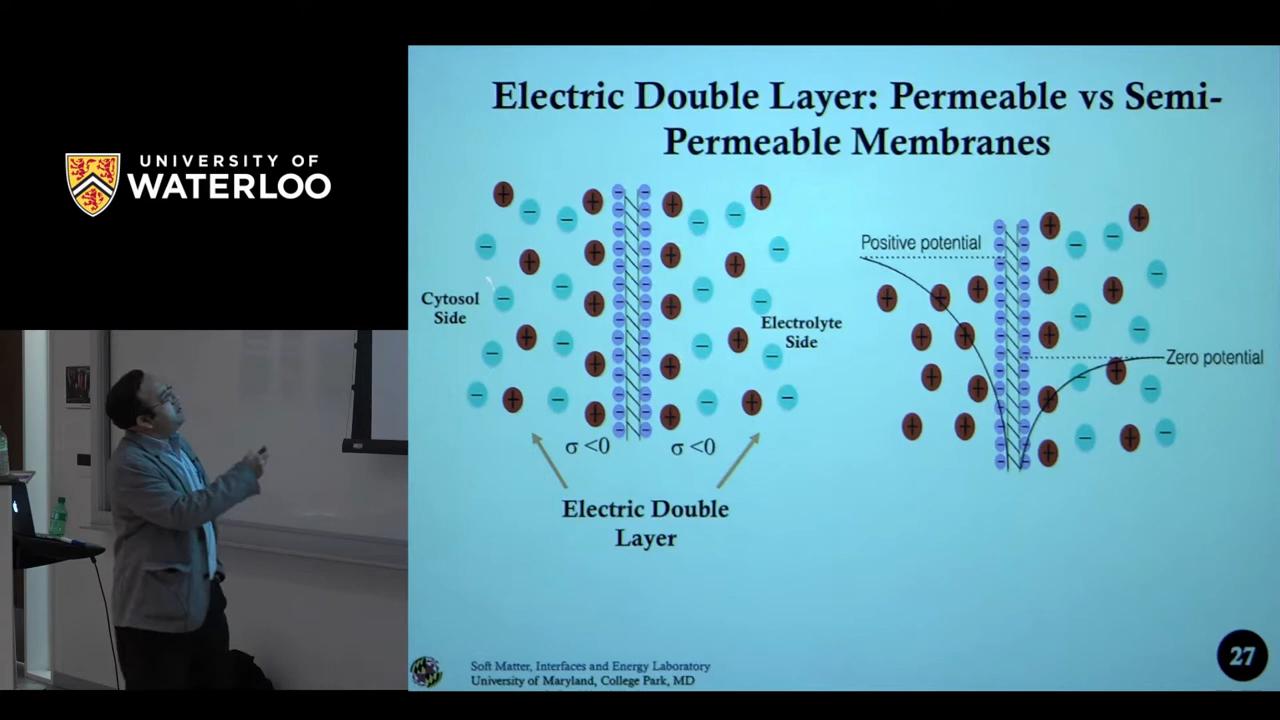 UNIVERSITY OF
WATERLOO
Electric Double Layer: Permeable vs Semi-
Permeable Membranes
Cytosol
Side
Electrolyte
Side
σ <0
σ <0
Electric Double
Layer
Positive potential
Zero potential
Soft Matter, Interfaces and Energy Laboratory
University of Maryland, College Park, MD
27